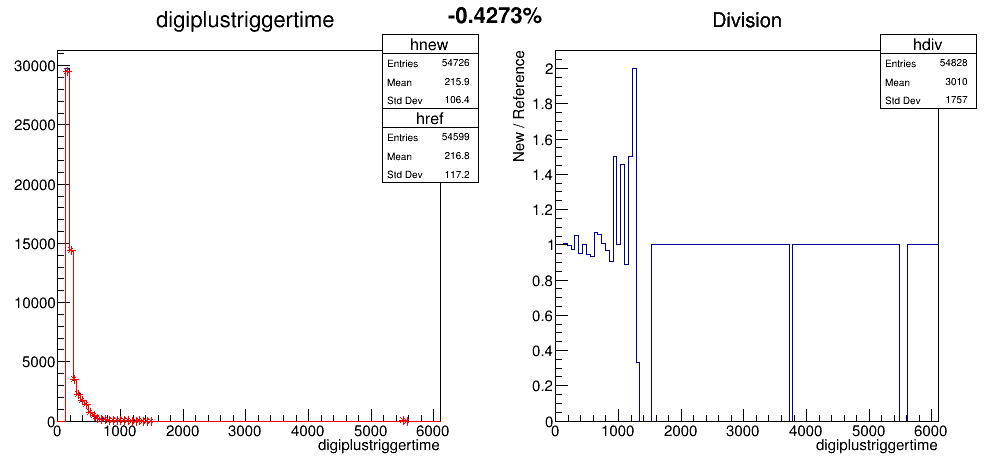 digiplustriggertime
-0.4273%
Division
hnew
Entries 54726
Mean 215.9
Std Dev 106.4
href
Entries 54599
Mean 216.8
Std Dev 117.2
30000
25000
20000
15000
10000
5000
0
0 1000 2000 3000 4000 5000 6000
digiplustriggertime
hdiv
Entries 54828
Mean 3010
Std Dev 1757
New / Reference
2
1.8
1.6
1.4
1.2
1
0.8
0.6
0.4
0.2
0
0 1000 2000 3000 4000 5000 6000
digiplustriggertime